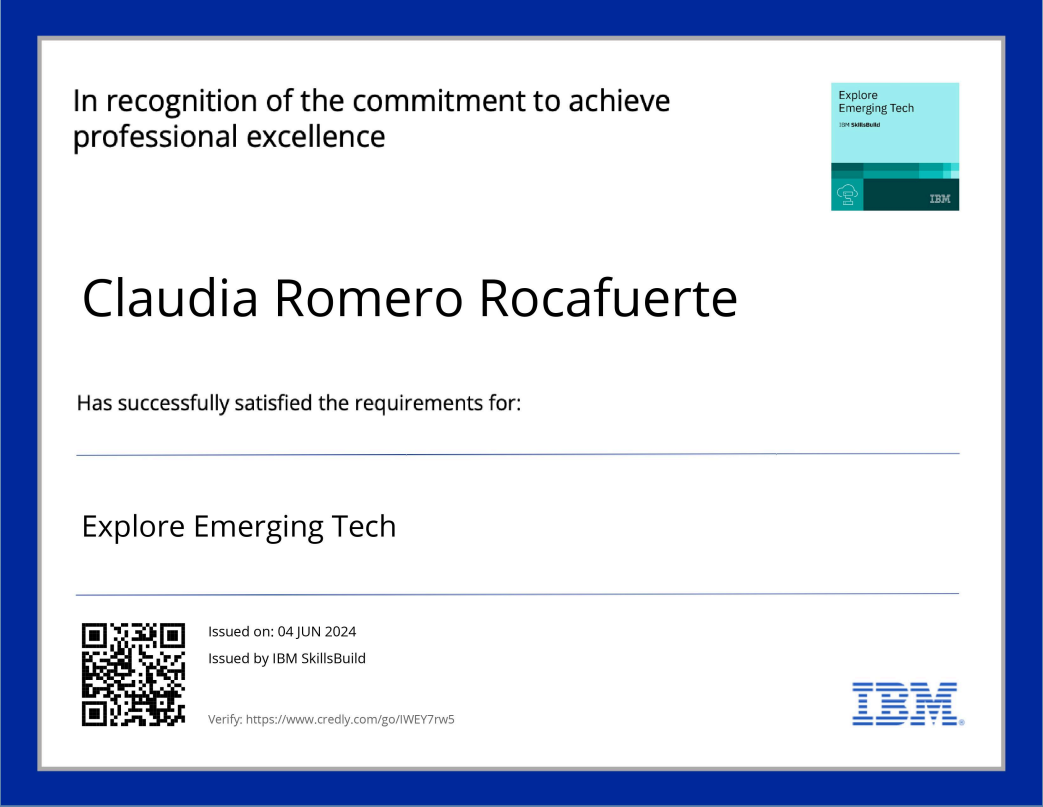 In recognition of the commitment to achieve
professional excellence
Explore
Emerging Tech
IBM SkillsBuild
IBM
Claudia Romero Rocafuerte
Has successfully satisfied the requirements for:
Explore Emerging Tech
Issued on: 04 JUN 2024
Issued by IBM SkillsBuild
Verify: https://www.credly.com/go/IWEY7rw5
IBM®